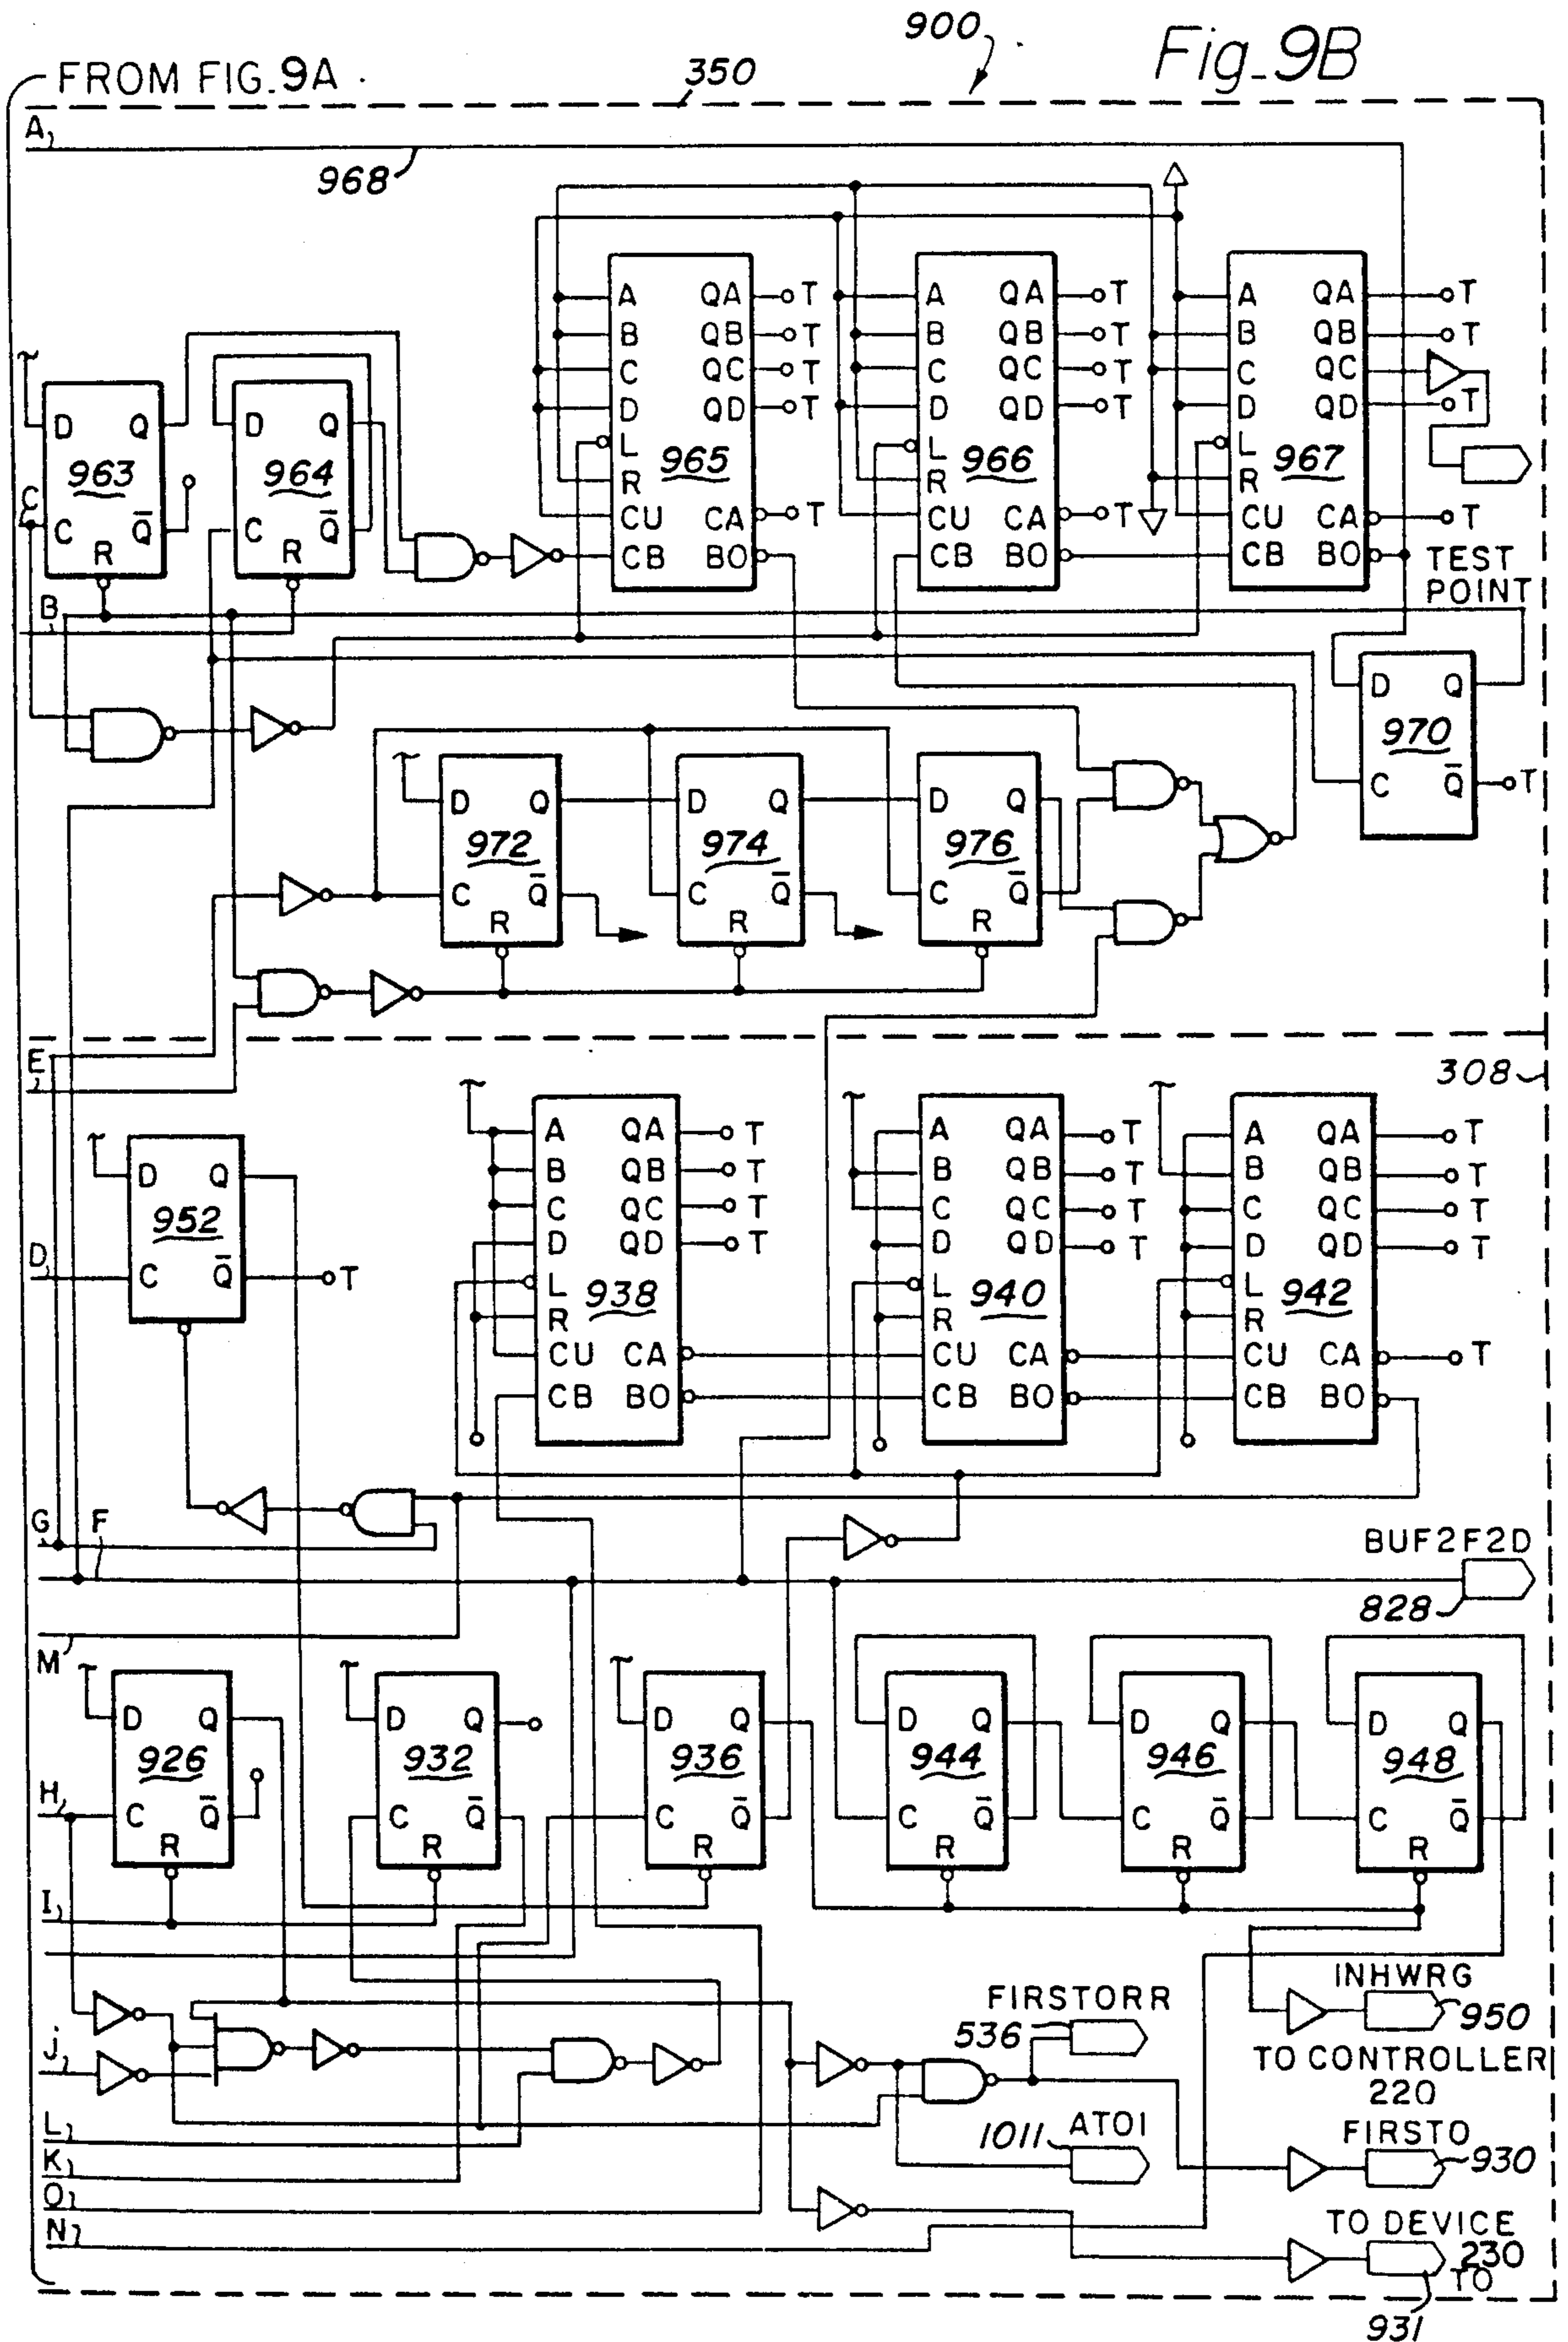 900
Fig_9B
FROM FIG. 9A
350
A
968
A QA T
B QB T
C QC T
D QD T
L
965
R
CU CA T
CB BO
A QA T
B QB T
C QC T
D QD T
L
966
R
CU CA T
CB BO
A QA T
B QB T
C QC
D QD T
L
967
R
CU CA T
CB BO
TEST
POINT
D Q
963
C
C Q̅
R
D Q
964
C Q̅
R
B
D Q
970
C Q̅ T
D Q
972
C Q̅
R
D Q
974
C Q̅
R
D Q
976
C Q̅
R
E
308
D Q
952
D
C Q̅ T
A QA T
B QB T
C QC T
D QD T
L
938
R
CU CA
CB BO
A QA T
B QB T
C QC T
D QD T
L
940
R
CU CA
CB BO
A QA T
B QB T
C QC T
D QD T
L
942
R
CU CA T
CB BO
G F
BUF2F2D
828
M
D Q
926
H
C Q̅
R
D Q
932
C Q̅
R
D Q
936
C Q̅
D Q
944
C Q̅
R
D Q
946
C Q̅
R
D Q
948
C Q̅
R
I
J
L
K
O
N
FIRSTORR
536
INHWRG
950
TO CONTROLLER
220
1011 ATOI
FIRSTO
930
TO DEVICE
230
TO
931